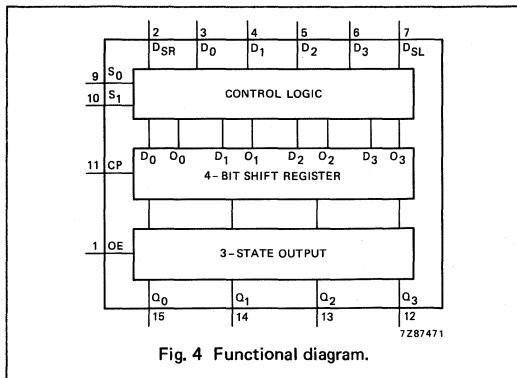 2 3 4 5 6 7
DSR D0 D1 D2 D3 DSL
9 S0
10 S1
CONTROL LOGIC
D0 O0 D1 O1 D2 O2 D3 O3
11 CP
4-BIT SHIFT REGISTER
1 OE
3-STATE OUTPUT
Q0 Q1 Q2 Q3
15 14 13 12
7Z87471
Fig. 4 Functional diagram.